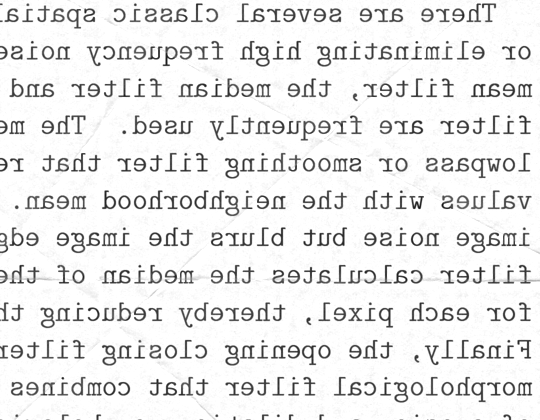 There are several classic spatial
or eliminating high frequency noise
mean filter, the median filter and
filter are frequently used. The me
lowpass or smoothing filter that re
values with the neighborhood mean.
image noise but blurs the image edg
filter calculates the median of the
for each pixel, thereby reducing th
Finally, the opening closing filter
morphological filter that combines